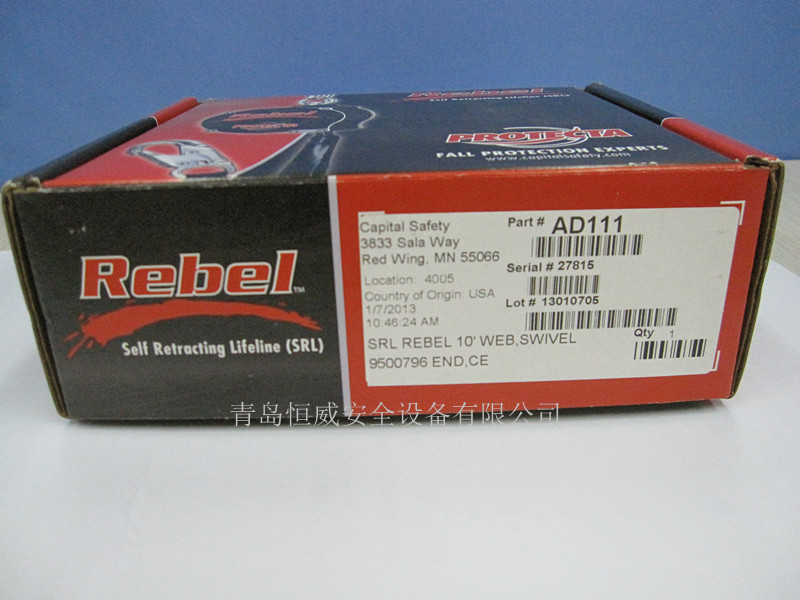 Rebel
PROTECTA
Rebel
Self Retracting Lifeline (SRL)
PROTECTA
FALL PROTECTION EXPERTS
www.capitalsafety.com
Rebel™
Self Retracting Lifeline (SRL)
Capital Safety
3833 Sala Way
Red Wing, MN 55066
Location: 4005
Country of Origin: USA
1/7/2013
10:46:24 AM
Part # AD111
Serial # 27815
Lot # 13010705
SRL REBEL 10' WEB,SWIVEL
9500796 END,CE
Qty 1
青岛恒威安全设备有限公司